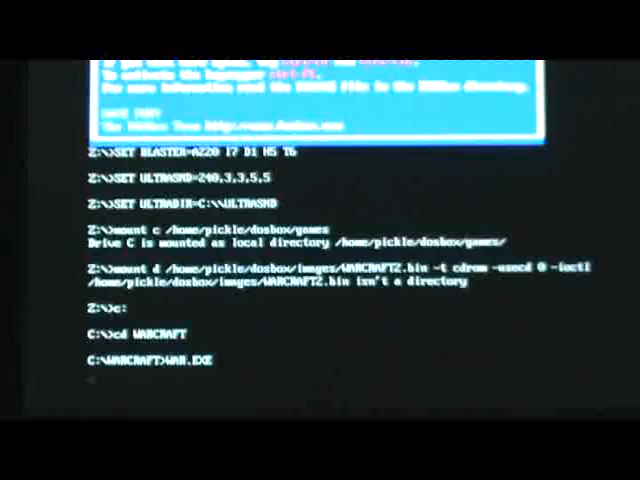 To activate the keymapper ctrl-F1.
For more information read the README file in the DOSBox directory.
HAVE FUN!
The DOSBox Team http://www.dosbox.com
Z:\>SET BLASTER=A220 I7 D1 H5 T6
Z:\>SET ULTRASND=240,3,3,5,5
Z:\>SET ULTRADIR=C:\\ULTRASND
Z:\>mount c /home/pickle/dosbox/games
Drive C is mounted as local directory /home/pickle/dosbox/games/
Z:\>mount d /home/pickle/dosbox/images/WARCRAFT2.bin -t cdrom -usecd 0 -ioctl
/home/pickle/dosbox/images/WARCRAFT2.bin isn't a directory
Z:\>c:
C:\>cd WARCRAFT
C:\WARCRAFT>WAR.EXE